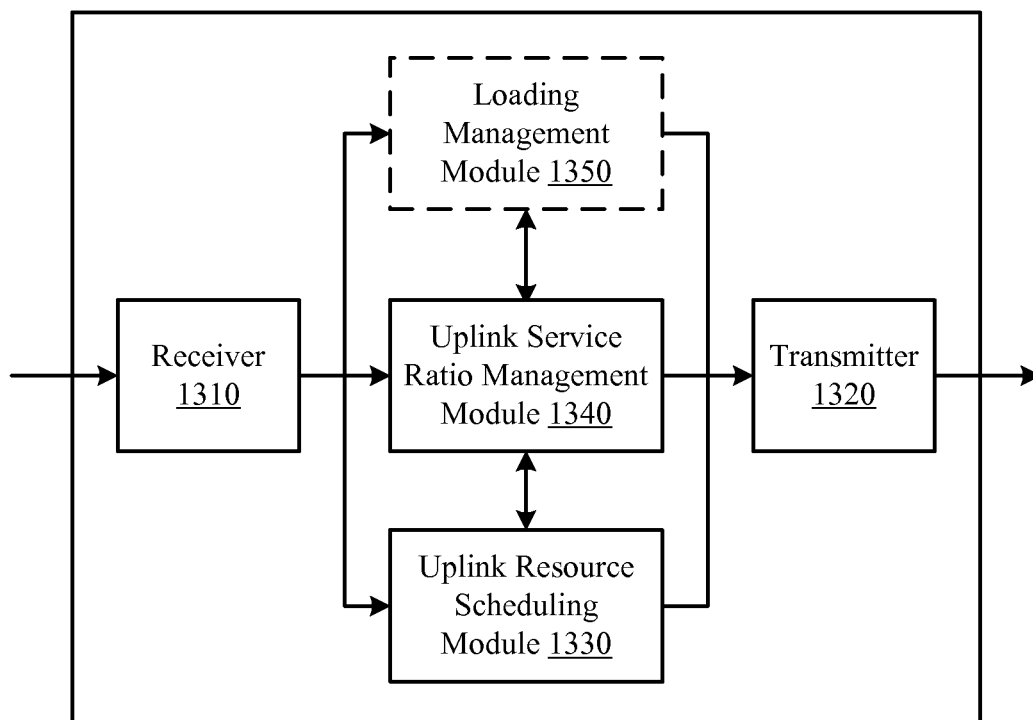 Loading
Management
Module 1350
Receiver
1310
Uplink Service
Ratio Management
Module 1340
Transmitter
1320
Uplink Resource
Scheduling
Module 1330